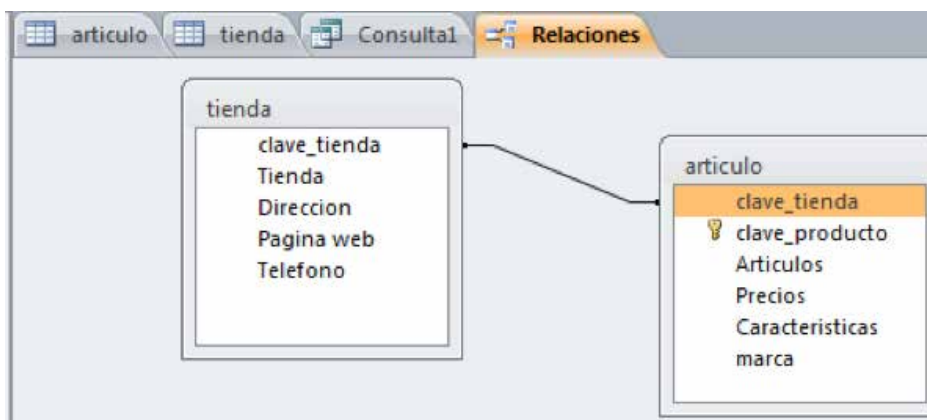 articulo tienda Consulta1 Relaciones
tienda
clave_tienda
Tienda
Direccion
Pagina web
Telefono
articulo
clave_tienda
clave_producto
Articulos
Precios
Caracteristicas
marca